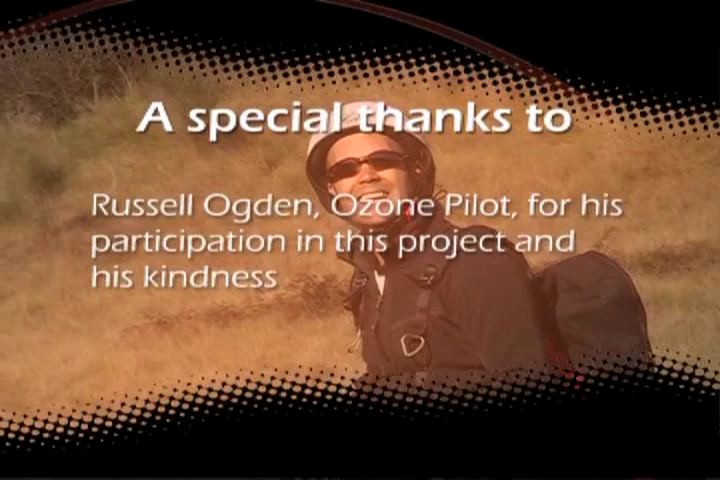 A special thanks to
Russell Ogden, Ozone Pilot, for his
participation in this project and
his kindness